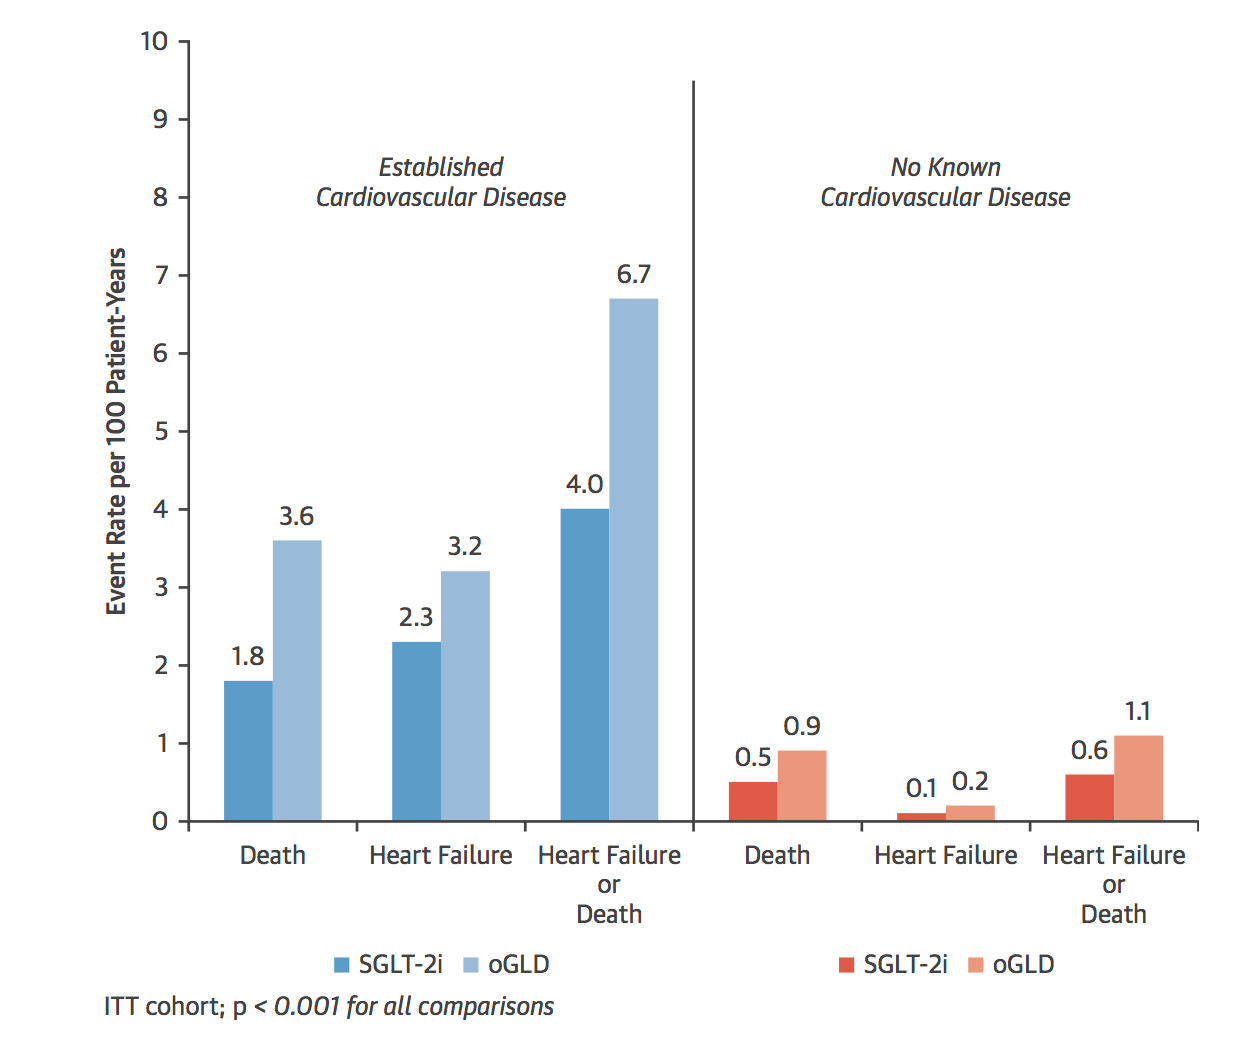 10
9
8
7
6
5
4
3
2
1
0
Event Rate per 100 Patient-Years
Established
Cardiovascular Disease
No Known
Cardiovascular Disease
1.8
3.6
2.3
3.2
4.0
6.7
0.5
0.9
0.1
0.2
0.6
1.1
Death
Heart Failure
Heart Failure
or
Death
Death
Heart Failure
Heart Failure
or
Death
SGLT-2i oGLD
SGLT-2i oGLD
ITT cohort; p < 0.001 for all comparisons